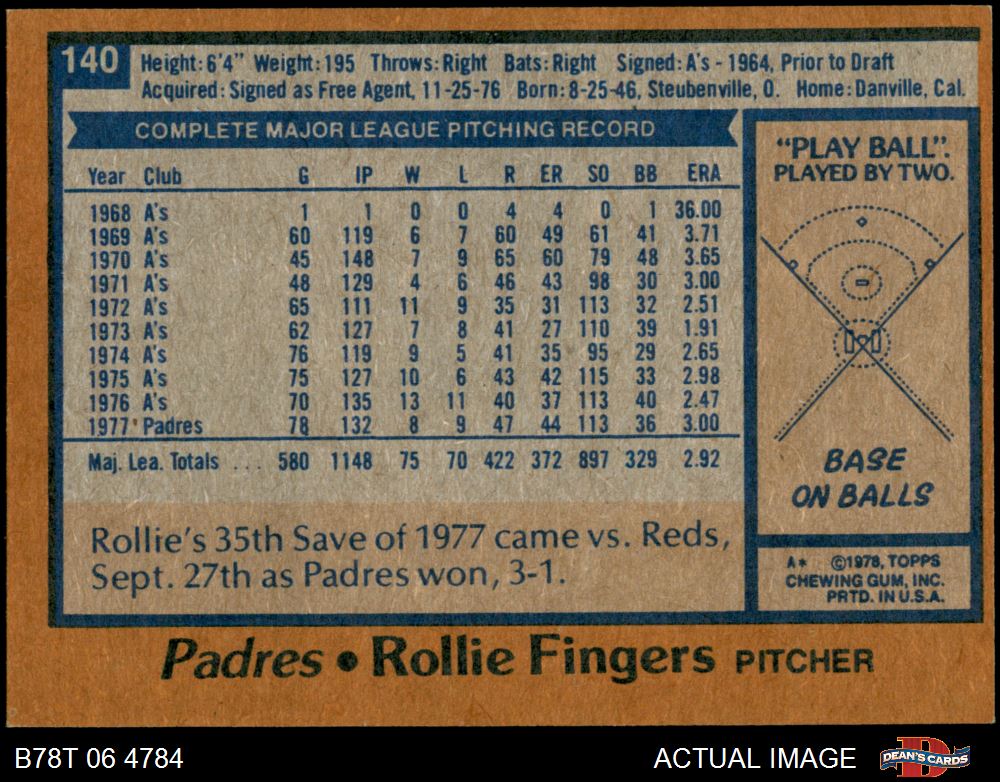 140
Height: 6'4" Weight: 195 Throws: Right Bats: Right Signed: A's - 1964, Prior to Draft
Acquired: Signed as Free Agent, 11-25-76 Born: 8-25-46, Steubenville, O. Home: Danville, Cal.
COMPLETE MAJOR LEAGUE PITCHING RECORD
Year Club G IP W L R ER SO BB ERA
1968 A's 1 1 0 0 4 4 0 1 36.00
1969 A's 60 119 6 7 60 49 61 41 3.71
1970 A's 45 148 7 9 65 60 79 48 3.65
1971 A's 48 129 4 6 46 43 98 30 3.00
1972 A's 65 111 11 9 35 31 113 32 2.51
1973 A's 62 127 7 8 41 27 110 39 1.91
1974 A's 76 119 9 5 41 35 95 29 2.65
1975 A's 75 127 10 6 43 42 115 33 2.98
1976 A's 70 135 13 11 40 37 113 40 2.47
1977 Padres 78 132 8 9 47 44 113 36 3.00
Maj. Lea. Totals ... 580 1148 75 70 422 372 897 329 2.92
Rollie's 35th Save of 1977 came vs. Reds,
Sept. 27th as Padres won, 3-1.
"PLAY BALL".
PLAYED BY TWO.
BASE
ON BALLS
A* ©1978, TOPPS
CHEWING GUM, INC.
PRTD. IN U.S.A.
Padres • Rollie Fingers PITCHER
B78T 06 4784 ACTUAL IMAGE DEAN'S CARDS